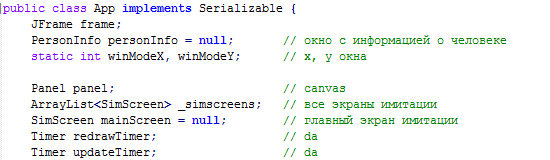 public class App implements Serializable {
JFrame frame;
PersonInfo personInfo = null; // окно с информацией о человеке
static int winModeX, winModeY; // x, y окна
Panel panel; // canvas
ArrayList<SimScreen> _simscreens; // все экраны имитации
SimScreen mainScreen = null; // главный экран имитации
Timer redrawTimer; // da
Timer updateTimer; // da